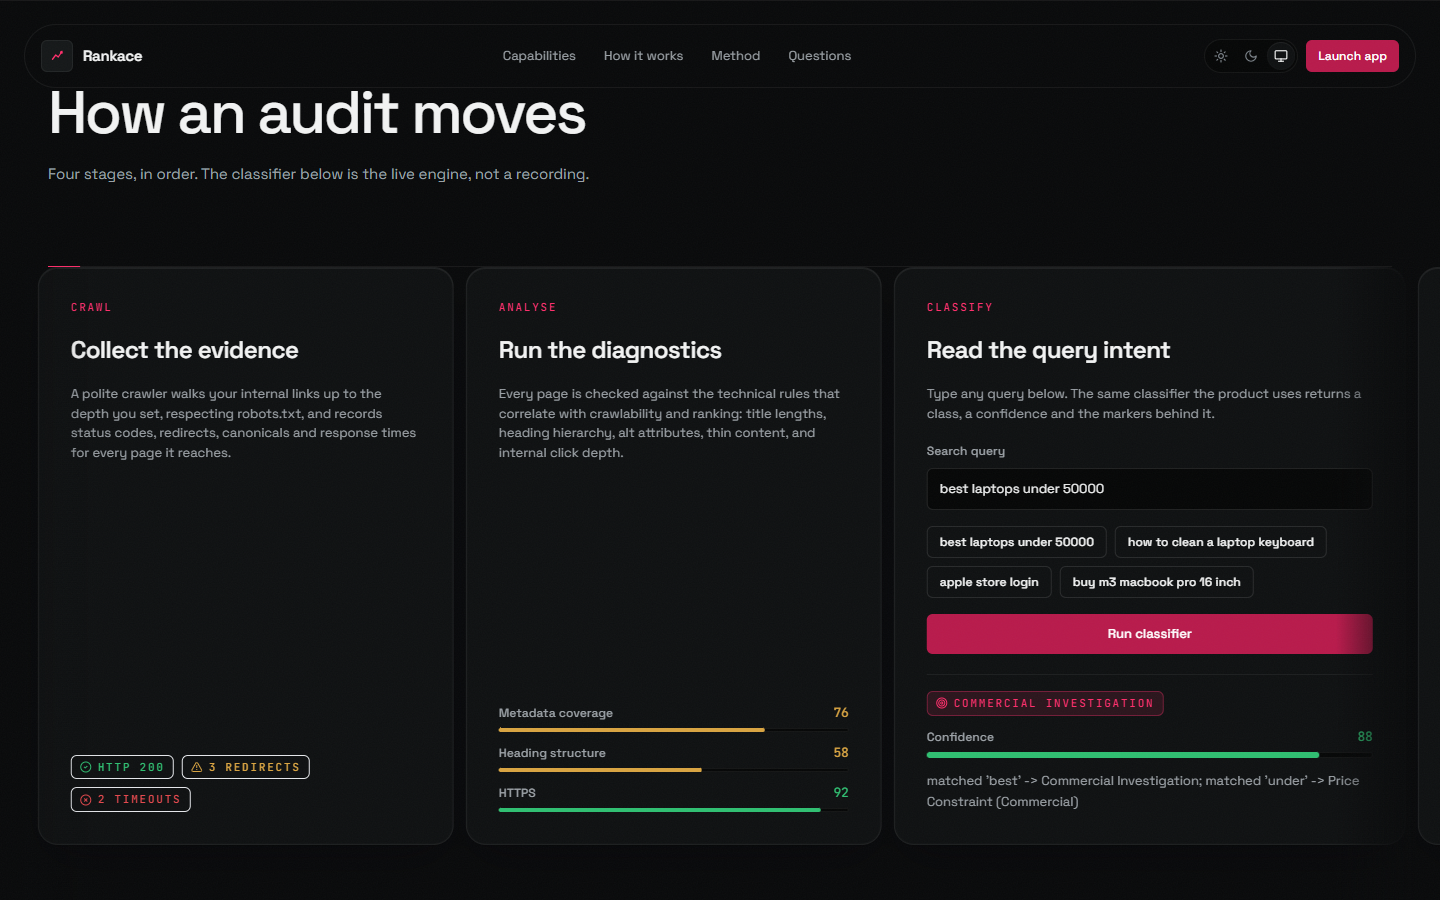 Rankace
Capabilities
How it works
Method
Questions
Launch app
How an audit moves
Four stages, in order. The classifier below is the live engine, not a recording.
CRAWL
Collect the evidence
A polite crawler walks your internal links up to the
depth you set, respecting robots.txt, and records
status codes, redirects, canonicals and response times
for every page it reaches.
HTTP 200
3 REDIRECTS
2 TIMEOUTS
ANALYSE
Run the diagnostics
Every page is checked against the technical rules that
correlate with crawlability and ranking: title lengths,
heading hierarchy, alt attributes, thin content, and
internal click depth.
Metadata coverage 76
Heading structure 58
HTTPS 92
CLASSIFY
Read the query intent
Type any query below. The same classifier the product uses returns a
class, a confidence and the markers behind it.
Search query
best laptops under 50000
best laptops under 50000
how to clean a laptop keyboard
apple store login
buy m3 macbook pro 16 inch
Run classifier
COMMERCIAL INVESTIGATION
Confidence 88
matched 'best' -> Commercial Investigation; matched 'under' -> Price
Constraint (Commercial)